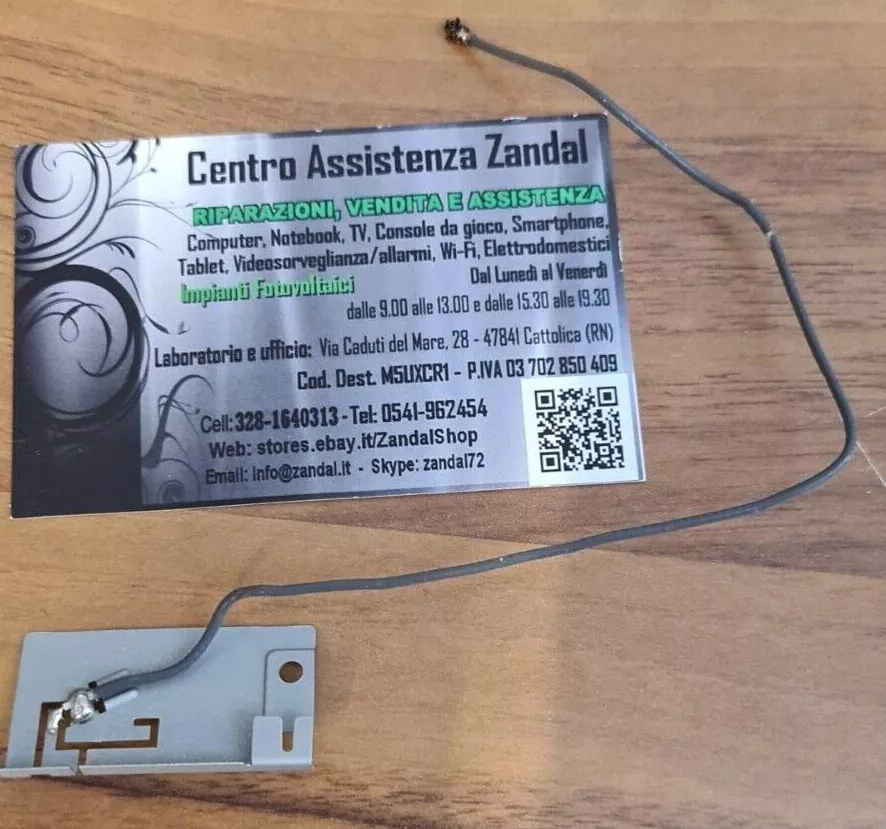 Centro Assistenza Zandal
RIPARAZIONI, VENDITA E ASSISTENZA
Computer, Notebook, TV, Console da gioco, Smartphone,
Tablet, Videosorveglianza/allarmi, Wi-Fi, Elettrodomestici
Impianti Fotovoltaici
Dal Lunedì al Venerdì
dalle 9.00 alle 13.00 e dalle 15.30 alle 19.30
Laboratorio e ufficio: Via Caduti del Mare, 28 - 47841 Cattolica (RN)
Cod. Dest. M5UXCR1 - P.IVA 03 702 850 409
Cell: 328-1640313 - Tel: 0541-962454
Web: stores.ebay.it/ZandalShop
Email: info@zandal.it - Skype: zandal72